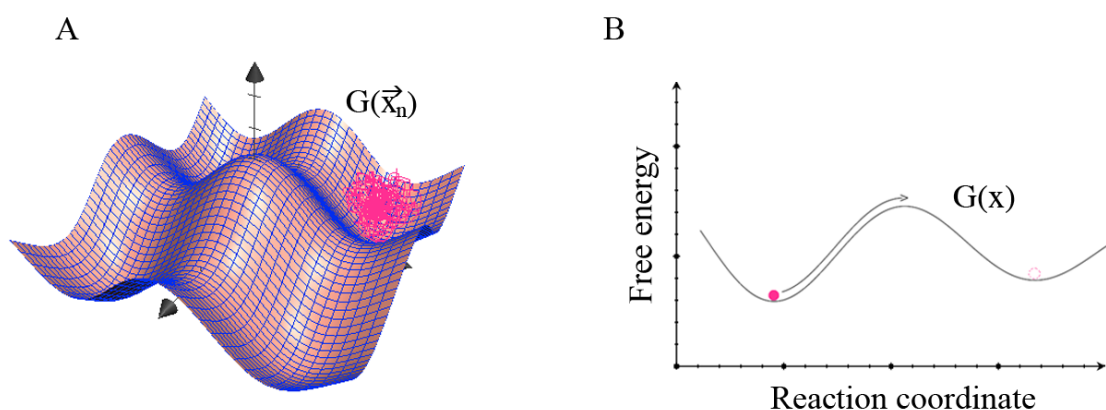 A
B
G(x⃗ₙ)
G(x)
Free energy
Reaction coordinate